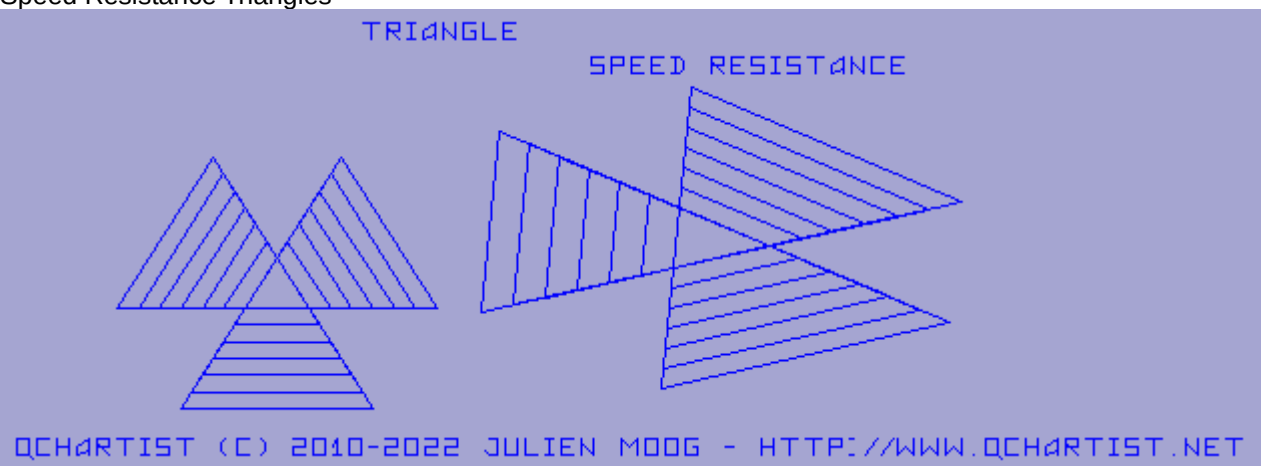 Speed Resistance Triangles
TRIANGLE
SPEED RESISTANCE
QCHARTIST (C) 2010-2022 JULIEN MOOG - HTTP://WWW.QCHARTIST.NET